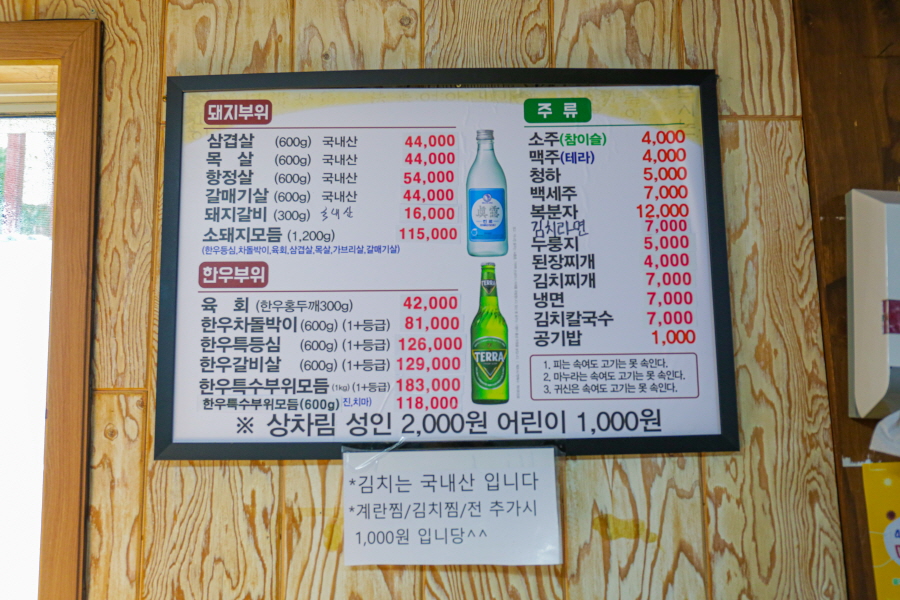 돼지부위
삼겹살 (600g) 국내산 44,000
목 살 (600g) 국내산 44,000
항정살 (600g) 국내산 54,000
갈매기살 (600g) 국내산 44,000
돼지갈비 (300g) 국내산 16,000
소돼지모듬 (1,200g) 115,000
(한우등심,차돌박이,육회,삼겹살,목살,가브리살,갈매기살)
한우부위
육 회 (한우홍두깨300g) 42,000
한우차돌박이 (600g) (1+등급) 81,000
한우특등심 (600g) (1+등급) 126,000
한우갈비살 (600g) (1+등급) 129,000
한우특수부위모듬 (1kg) (1+등급) 183,000
한우특수부위모듬 (600g) 진,치마) 118,000
주 류
소주(참이슬) 4,000
맥주(테라) 4,000
청하 5,000
백세주 7,000
복분자 12,000
김치라면 7,000
누룽지 5,000
된장찌개 4,000
김치찌개 7,000
냉면 7,000
김치칼국수 7,000
공기밥 1,000
1. 피는 속여도 고기는 못 속인다.
2. 마누라는 속여도 고기는 못 속인다.
3. 귀신은 속여도 고기는 못 속인다.
眞露
TERRA
TERRA
※ 상차림 성인 2,000원 어린이 1,000원
*김치는 국내산 입니다
*계란찜/김치찜/전 추가시
1,000원 입니당^^